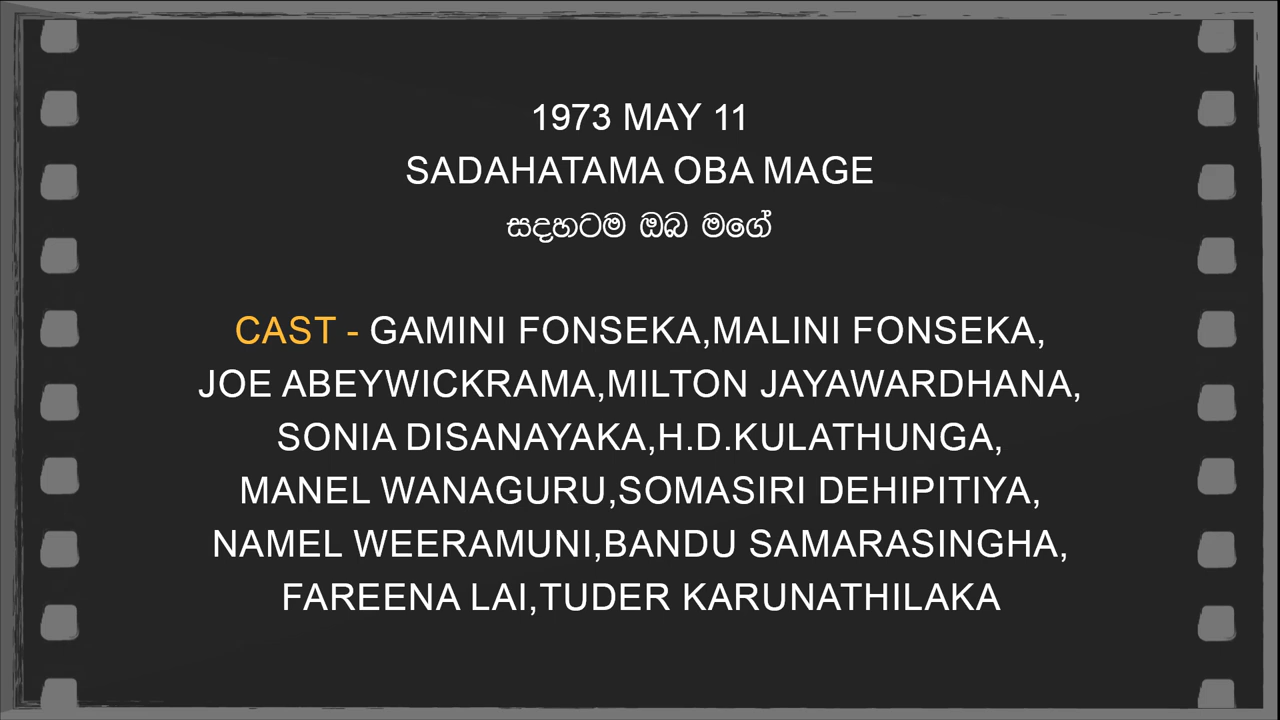 1973 MAY 11
SADAHATAMA OBA MAGE
සදහටම ඔබ මගේ
CAST - GAMINI FONSEKA,MALINI FONSEKA,
JOE ABEYWICKRAMA,MILTON JAYAWARDHANA,
SONIA DISANAYAKA,H.D.KULATHUNGA,
MANEL WANAGURU,SOMASIRI DEHIPITIYA,
NAMEL WEERAMUNI,BANDU SAMARASINGHA,
FAREENA LAI,TUDER KARUNATHILAKA